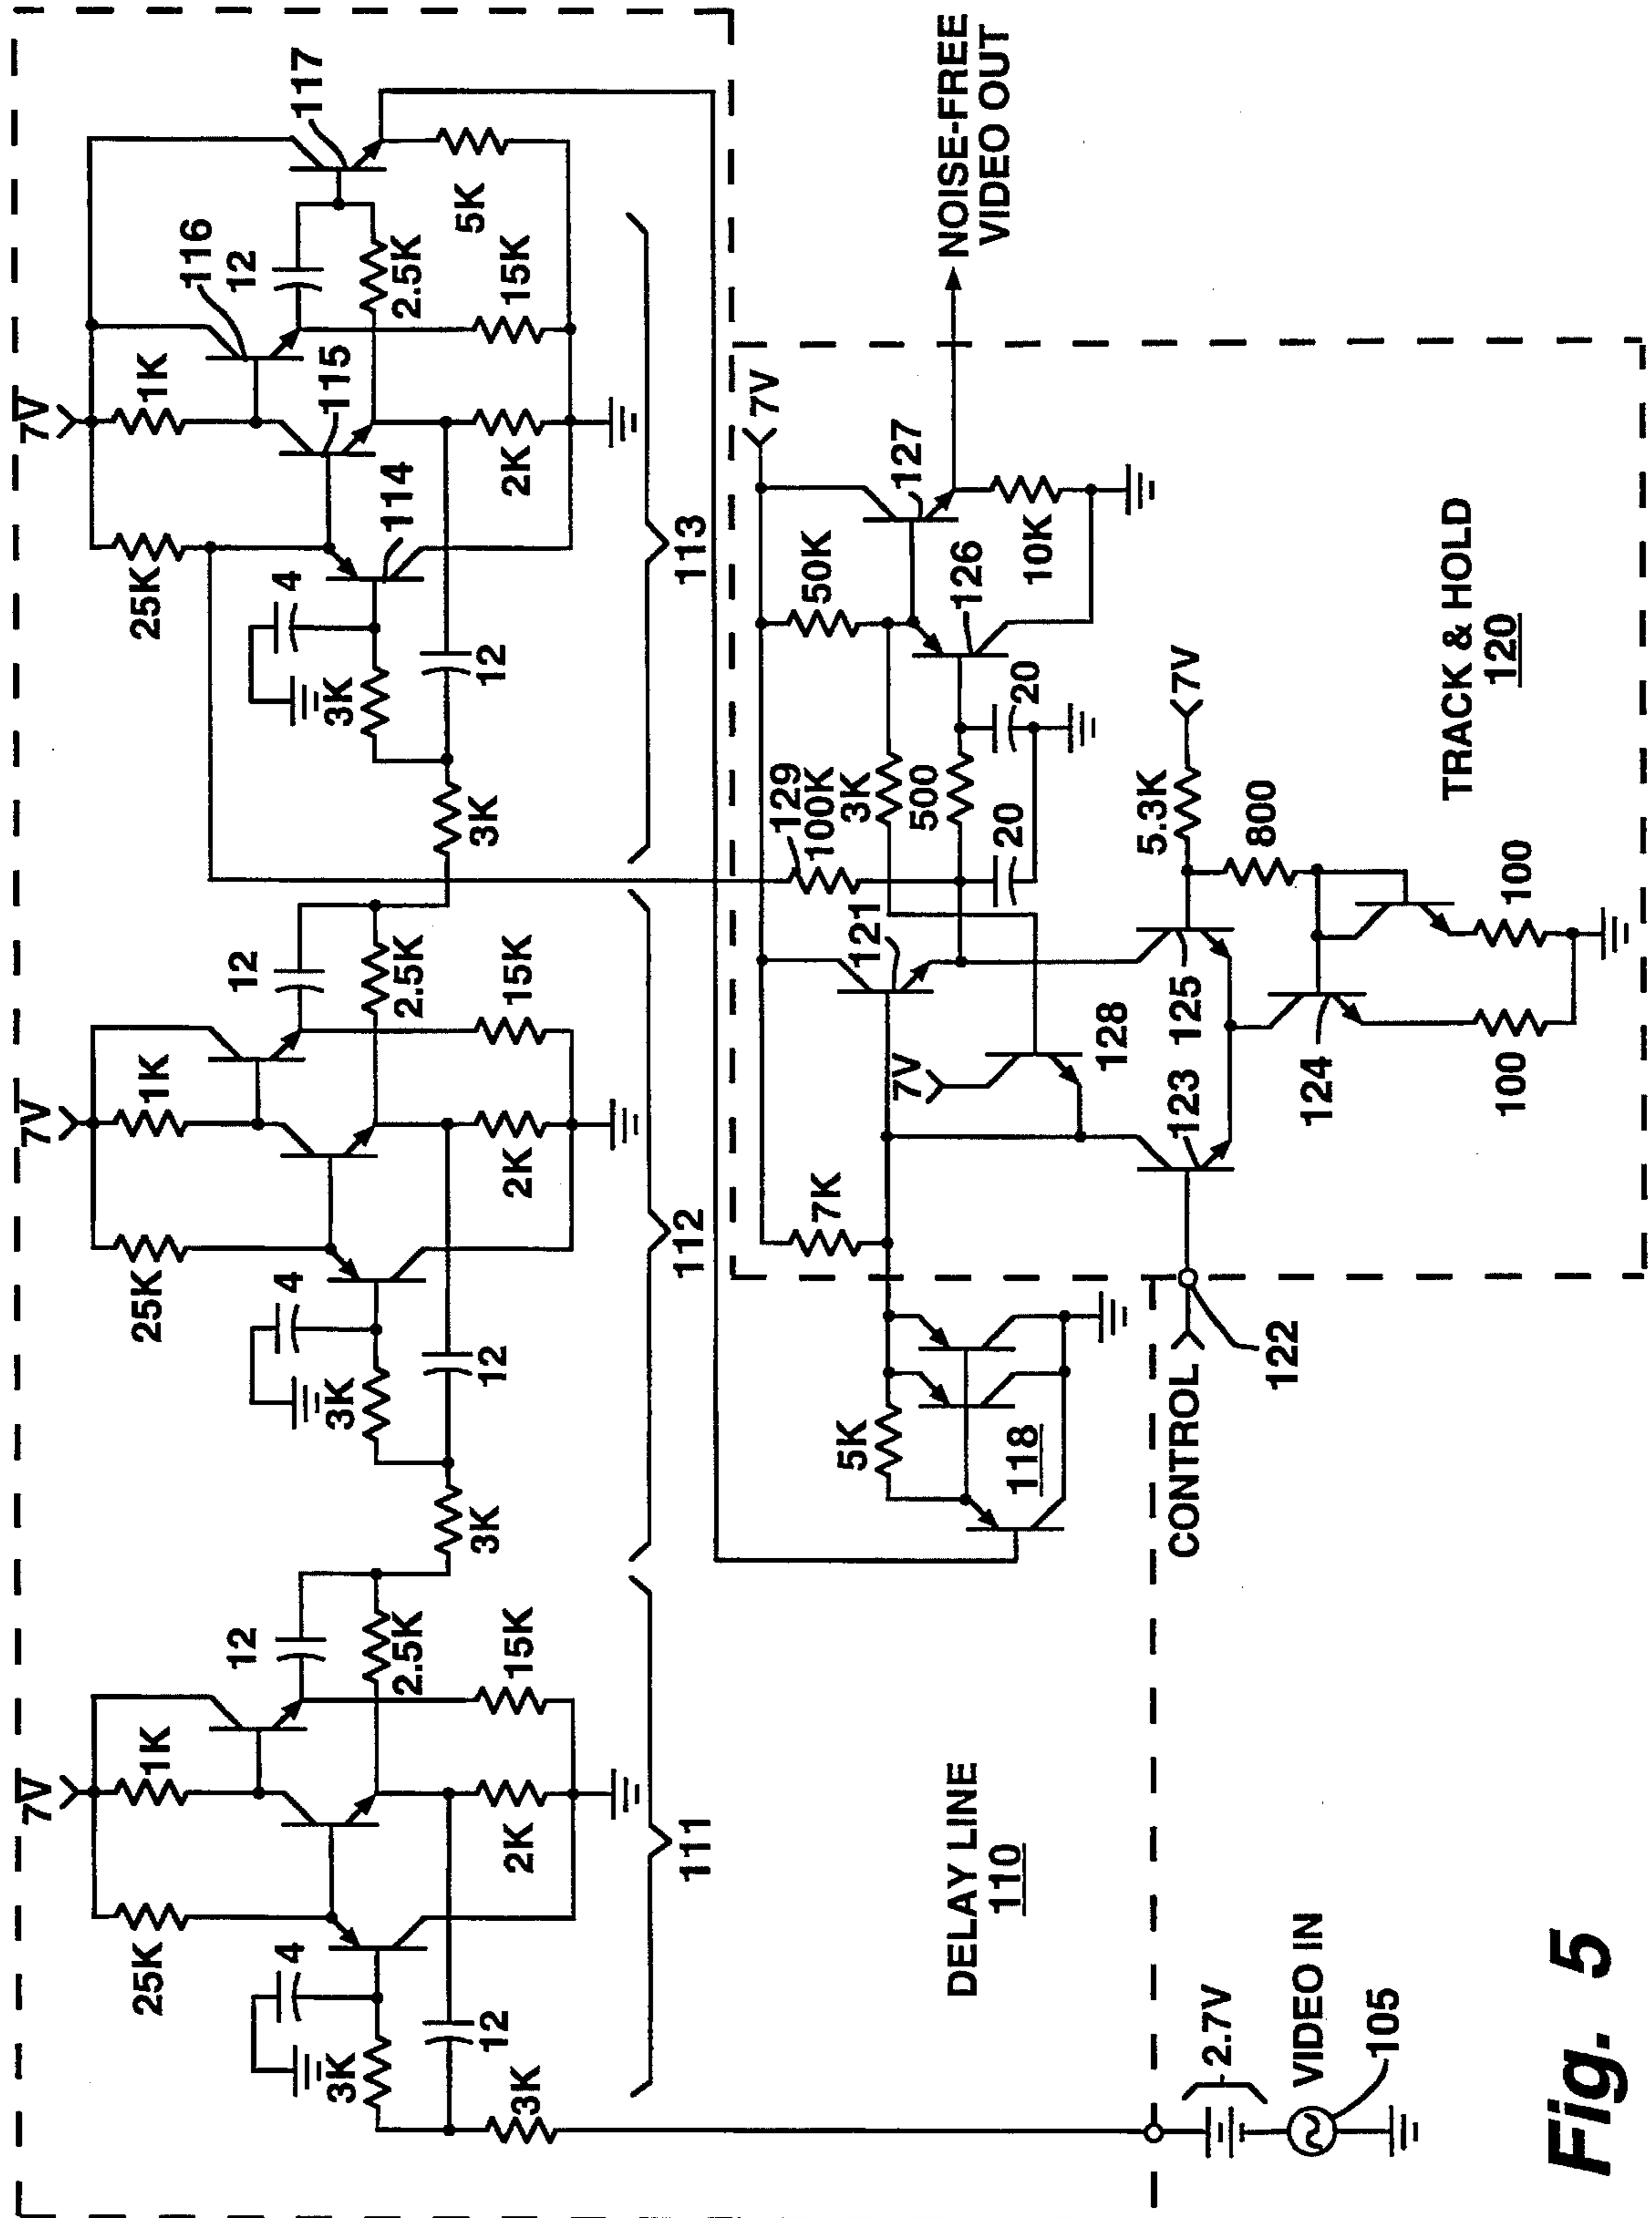 7V
25K
1K
4
3K
12
3K
12
2.5K
15K
2K
111
7V
25K
1K
4
3K
12
3K
12
2.5K
15K
2K
112
7V
25K
1K
4
3K
12
3K
114
115
116
12
2.5K
15K
2K
117
5K
113
DELAY LINE
110
5K
118
2.7V
VIDEO IN
105
CONTROL
122
7K
7V
121
129
100K
3K
500
20
20
50K
126
127
10K
7V
128
123
125
124
5.3K
7V
800
100
100
TRACK & HOLD
120
NOISE-FREE
VIDEO OUT
Fig. 5